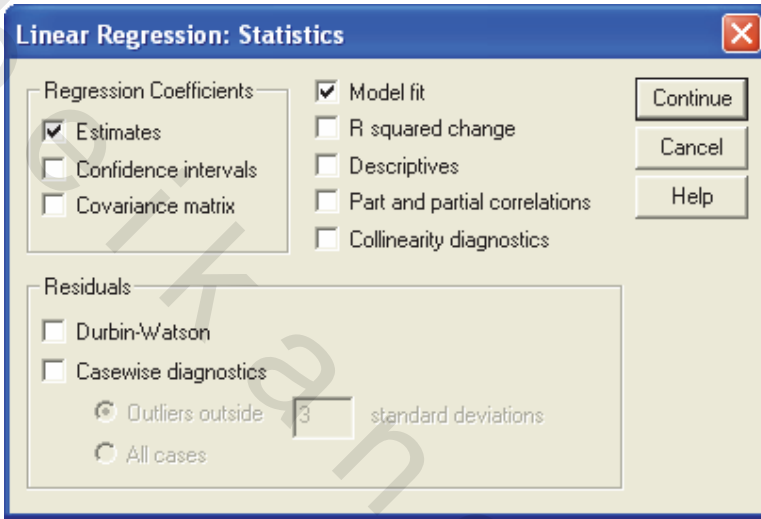 Linear Regression: Statistics
Regression Coefficients
Estimates
Confidence intervals
Covariance matrix
Model fit
R squared change
Descriptives
Part and partial correlations
Collinearity diagnostics
Continue
Cancel
Help
Residuals
Durbin-Watson
Casewise diagnostics
Outliers outside 3 standard deviations
All cases